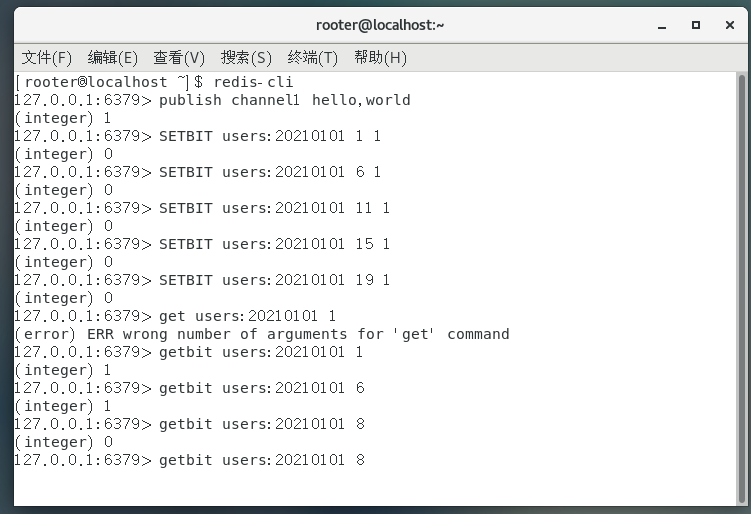 rooter@localhost:~
文件(F) 编辑(E) 查看(V) 搜索(S) 终端(T) 帮助(H)
[rooter@localhost ~]$ redis-cli
127.0.0.1:6379> publish channel1 hello,world
(integer) 1
127.0.0.1:6379> SETBIT users:20210101 1 1
(integer) 0
127.0.0.1:6379> SETBIT users:20210101 6 1
(integer) 0
127.0.0.1:6379> SETBIT users:20210101 11 1
(integer) 0
127.0.0.1:6379> SETBIT users:20210101 15 1
(integer) 0
127.0.0.1:6379> SETBIT users:20210101 19 1
(integer) 0
127.0.0.1:6379> get users:20210101 1
(error) ERR wrong number of arguments for 'get' command
127.0.0.1:6379> getbit users:20210101 1
(integer) 1
127.0.0.1:6379> getbit users:20210101 6
(integer) 1
127.0.0.1:6379> getbit users:20210101 8
(integer) 0
127.0.0.1:6379> getbit users:20210101 8